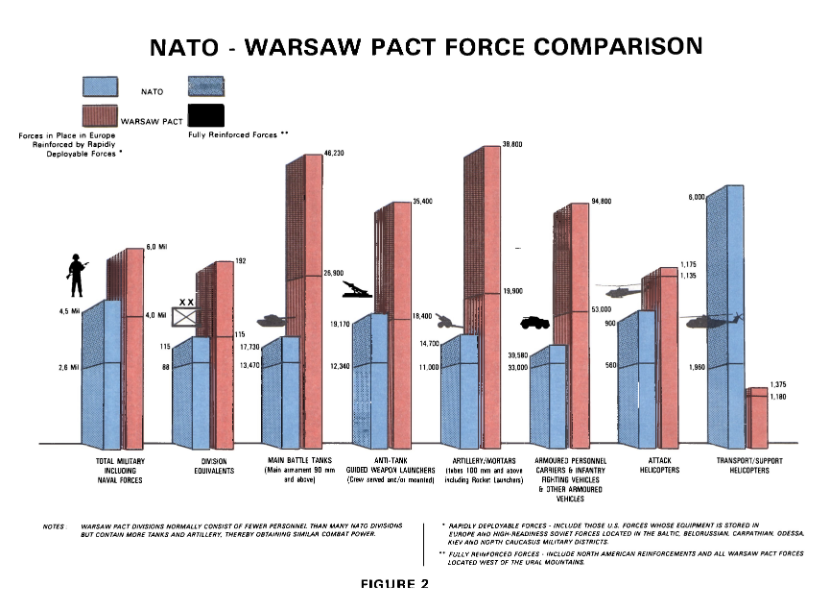 NATO - WARSAW PACT FORCE COMPARISON
NATO
WARSAW PACT
Forces in Place in Europe
Reinforced by Rapidly
Deployable Forces *
Fully Reinforced Forces **
4,5 Mil
2,6 Mil
6,0 Mil
4,0 Mil
TOTAL MILITARY
INCLUDING
NAVAL FORCES
X X
115
88
192
115
DIVISION
EQUIVALENTS
17,730
13,470
46,230
26,900
MAIN BATTLE TANKS
(Main armament 90 mm
and above)
19,170
12,340
35,400
18,400
ANTI-TANK
GUIDED WEAPON LAUNCHERS
(Crew served and/or mounted)
14,700
11,000
38,800
19,900
ARTILLERY/MORTARS
(tubes 100 mm and above
including Rocket Launchers)
39,580
33,000
94,800
53,000
ARMOURED PERSONNEL
CARRIERS & INFANTRY
FIGHTING VEHICLES
& OTHER ARMOURED
VEHICLES
900
560
1,175
1,135
ATTACK
HELICOPTERS
6,000
1,960
1,375
1,180
TRANSPORT/SUPPORT
HELICOPTERS
NOTES: WARSAW PACT DIVISIONS NORMALLY CONSIST OF FEWER PERSONNEL THAN MANY NATO DIVISIONS
BUT CONTAIN MORE TANKS AND ARTILLERY, THEREBY OBTAINING SIMILAR COMBAT POWER.
* RAPIDLY DEPLOYABLE FORCES - INCLUDE THOSE U.S. FORCES WHOSE EQUIPMENT IS STORED IN
EUROPE AND HIGH-READINESS SOVIET FORCES LOCATED IN THE BALTIC, BELORUSSIAN, CARPATHIAN, ODESSA,
KIEV AND NORTH CAUCASUS MILITARY DISTRICTS.
** FULLY REINFORCED FORCES - INCLUDE NORTH AMERICAN REINFORCEMENTS AND ALL WARSAW PACT FORCES
LOCATED WEST OF THE URAL MOUNTAINS.
FIGURE 2